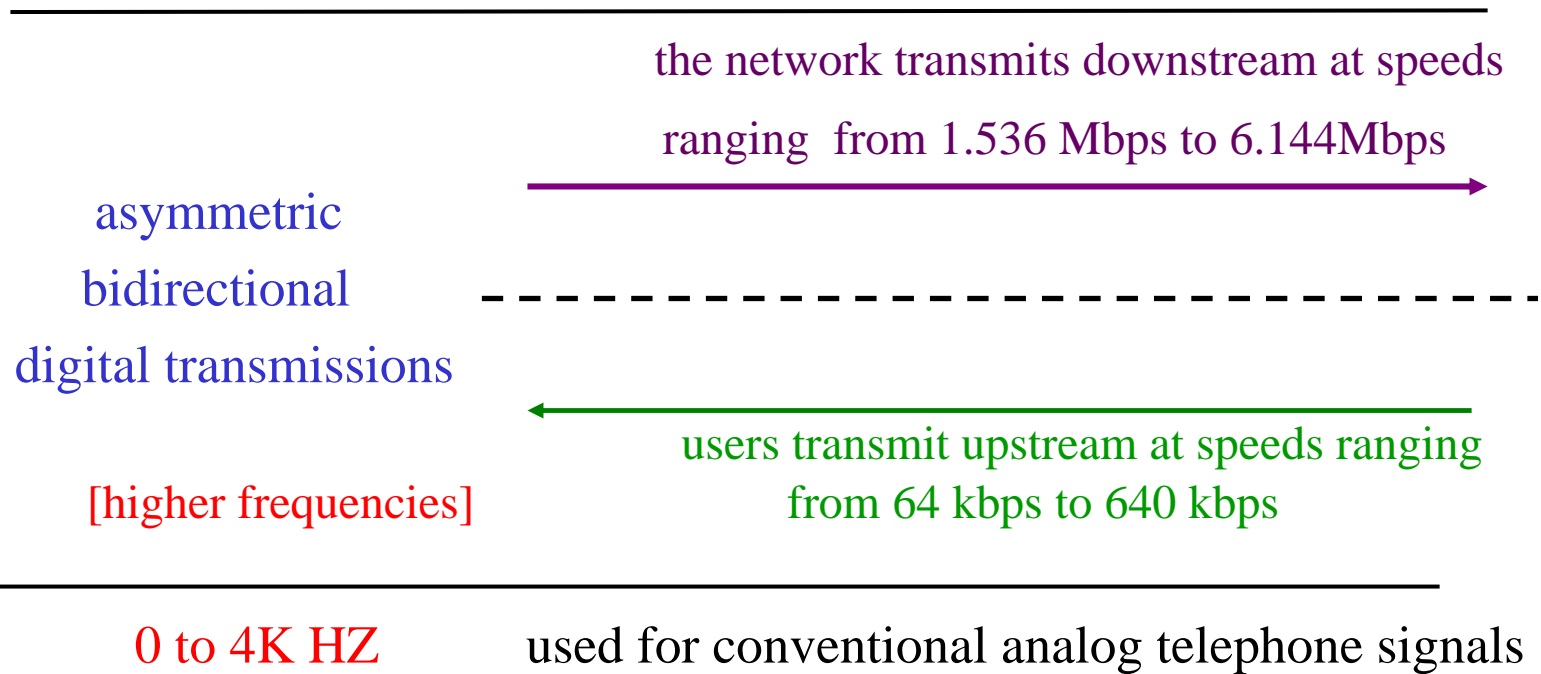 the network transmits downstream at speeds
ranging from 1.536 Mbps to 6.144Mbps
asymmetric
bidirectional
digital transmissions
users transmit upstream at speeds ranging
from 64 kbps to 640 kbps
[higher frequencies]
0 to 4K HZ
used for conventional analog telephone signals